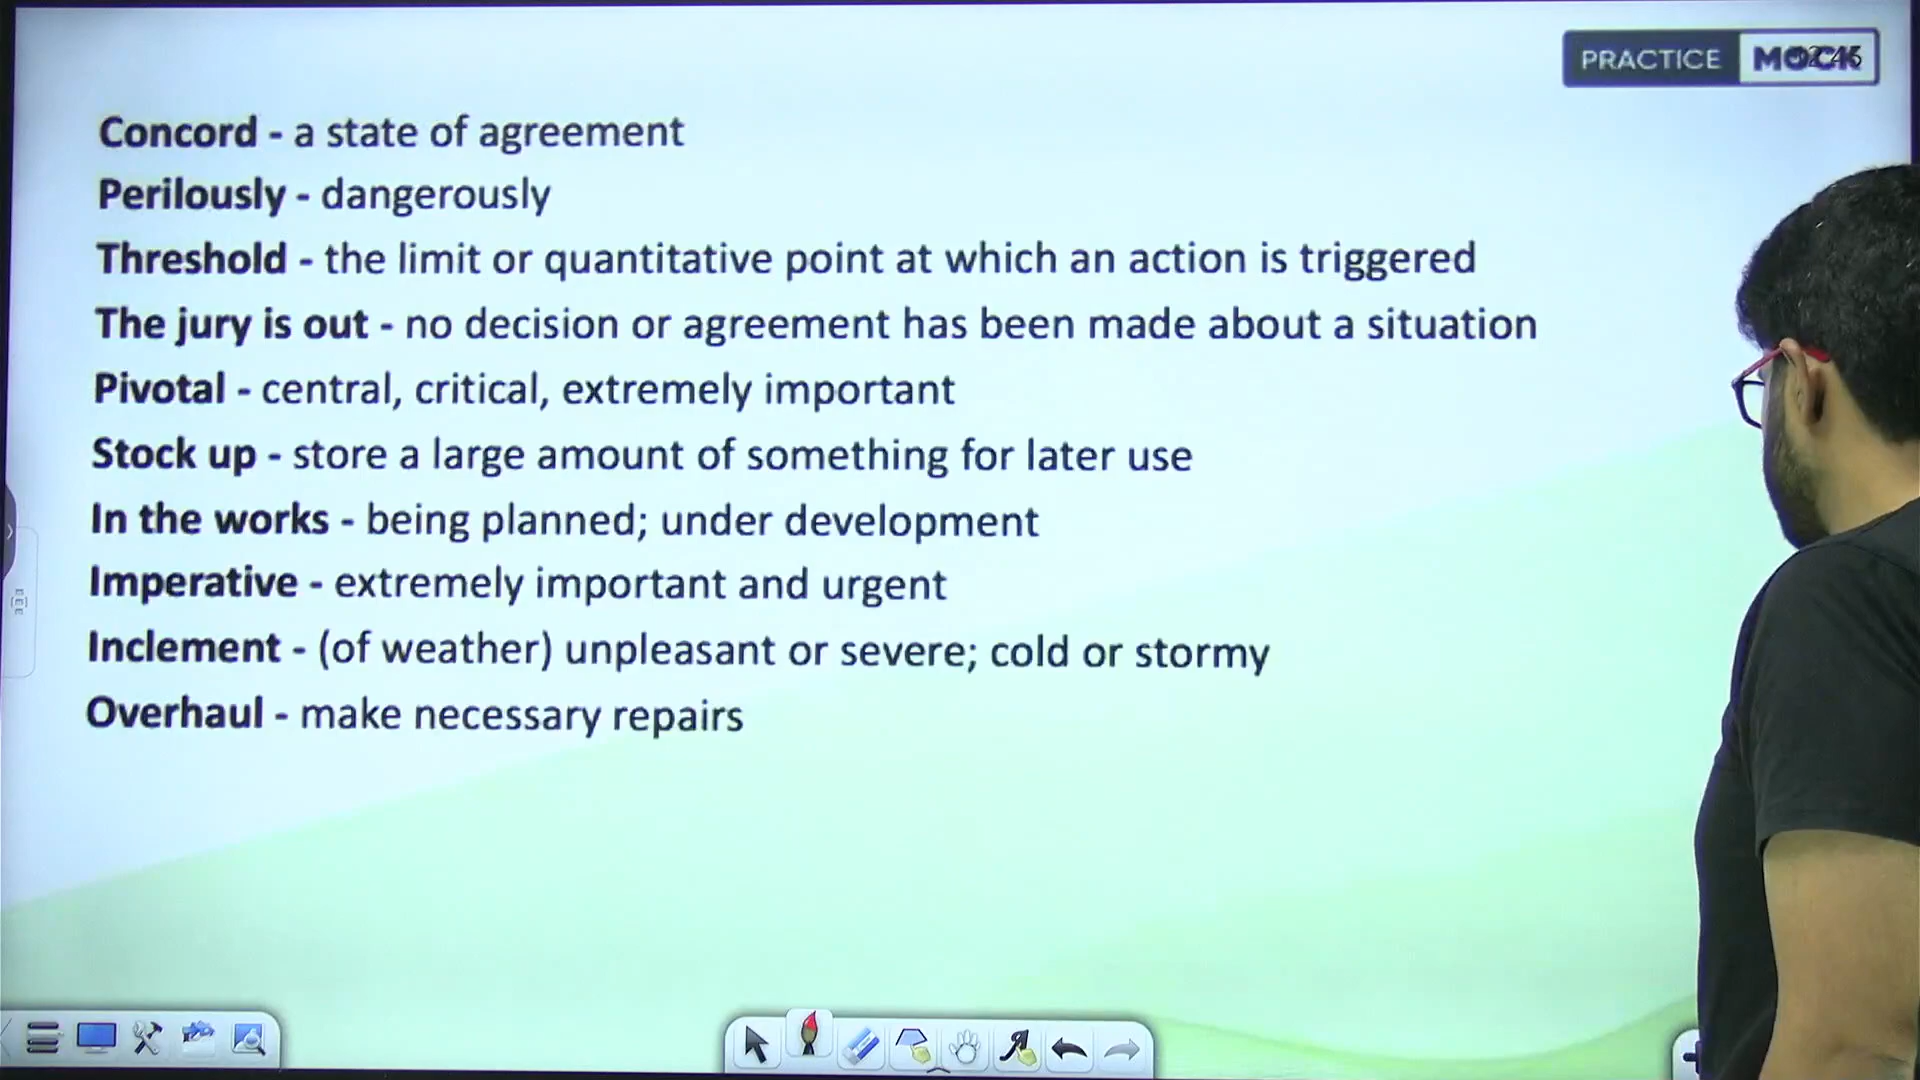 PRACTICE MOCK
Concord - a state of agreement
Perilously - dangerously
Threshold - the limit or quantitative point at which an action is triggered
The jury is out - no decision or agreement has been made about a situation
Pivotal - central, critical, extremely important
Stock up - store a large amount of something for later use
In the works - being planned; under development
Imperative - extremely important and urgent
Inclement - (of weather) unpleasant or severe; cold or stormy
Overhaul - make necessary repairs